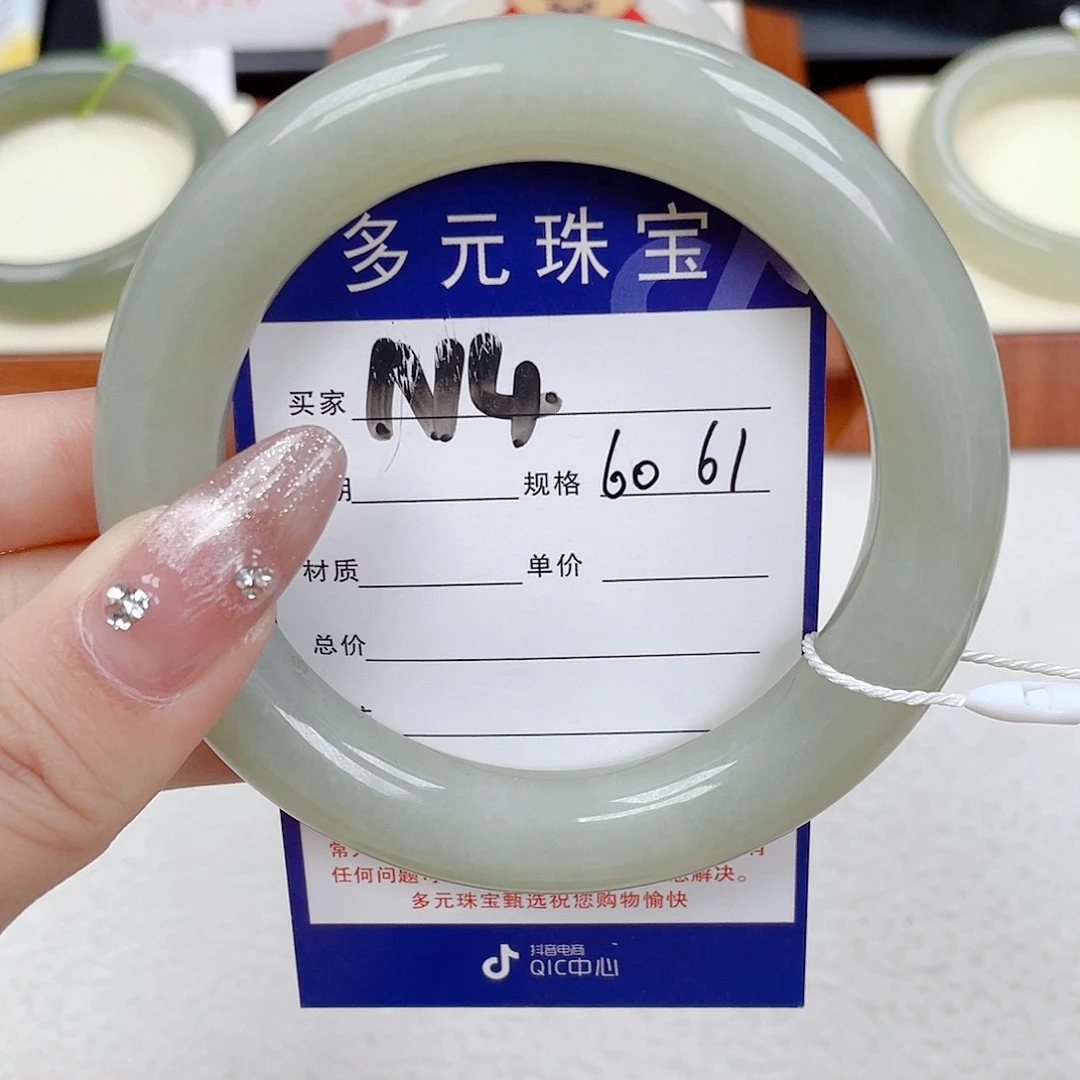 多元珠宝
买家 N4.
规格 60 61
材质 单价
总价
任何问题 解决。
多元珠宝甄选祝您购物愉快
抖音电商
QIC中心